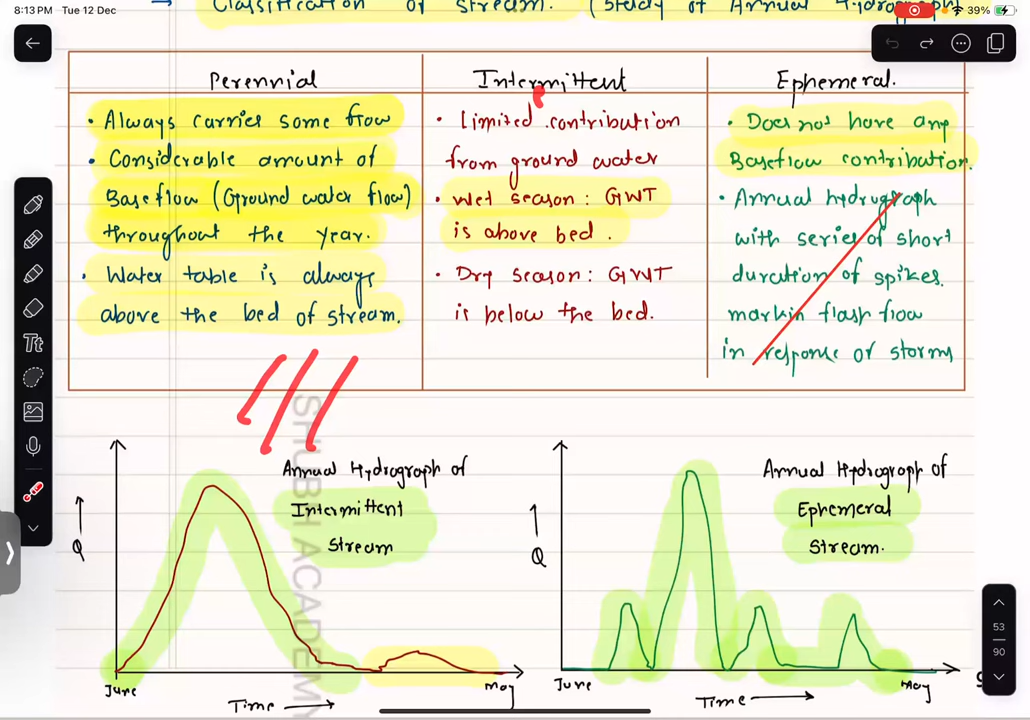 8:13 PM Tue 12 Dec
39%
Classification of Stream. (Study of Annual Hydrograph)
Perennial
• Always carries some flow
• Considerable amount of
Baseflow (Ground water flow)
throughout the year.
• Water table is always
above the bed of stream.
Intermittent
• Limited contribution
from ground water
• Wet season: GWT
is above bed.
• Dry season: GWT
is below the bed.
Ephemeral.
• Does not have any
Baseflow contribution.
• Annual hydrograph
with series of short
duration of spikes.
markin flash flow
in response of storms
Tt
Annual Hydrograph of
Intermittent
Stream
Q
June
Time
May
SHUBH ACADEMY
Annual Hydrograph of
Ephemeral
Stream.
Q
June
Time
May
53
90